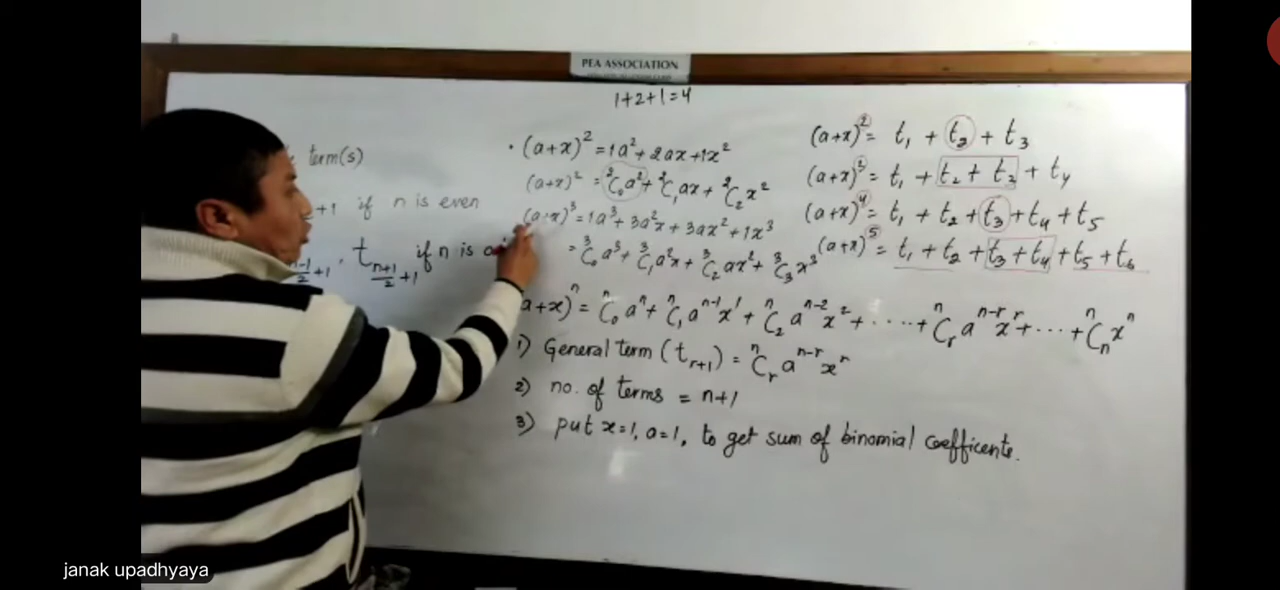 PEA ASSOCIATION
1+2+1=4
term(s)
+1 if n is even
n-1/2 +1, t n+1/2 +1 if n is
• (a+x)² = 1a² + 2ax + 1x²
(a+x)² = ²C₀a² + ²C₁ax + ²C₂x²
(a+x)³ = 1a³ + 3a²x + 3ax² + 1x³
= ³C₀a³ + ³C₁a²x + ³C₂ax² + ³C₃x³
(a+x)² = t₁ + t₂ + t₃
(a+x)³ = t₁ + t₂ + t₃ + t₄
(a+x)⁴ = t₁ + t₂ + t₃ + t₄ + t₅
(a+x)⁵ = t₁ + t₂ + t₃ + t₄ + t₅ + t₆
a+x)ⁿ = ⁿC₀aⁿ + ⁿC₁aⁿ⁻¹x¹ + ⁿC₂aⁿ⁻²x² + ..... + ⁿCᵣaⁿ⁻ʳxʳ + .... + ⁿCₙxⁿ
1) General term (tᵣ₊₁) = ⁿCᵣaⁿ⁻ʳxʳ
2) no. of terms = n+1
3) put x=1, a=1, to get sum of binomial coefficents.
janak upadhyaya